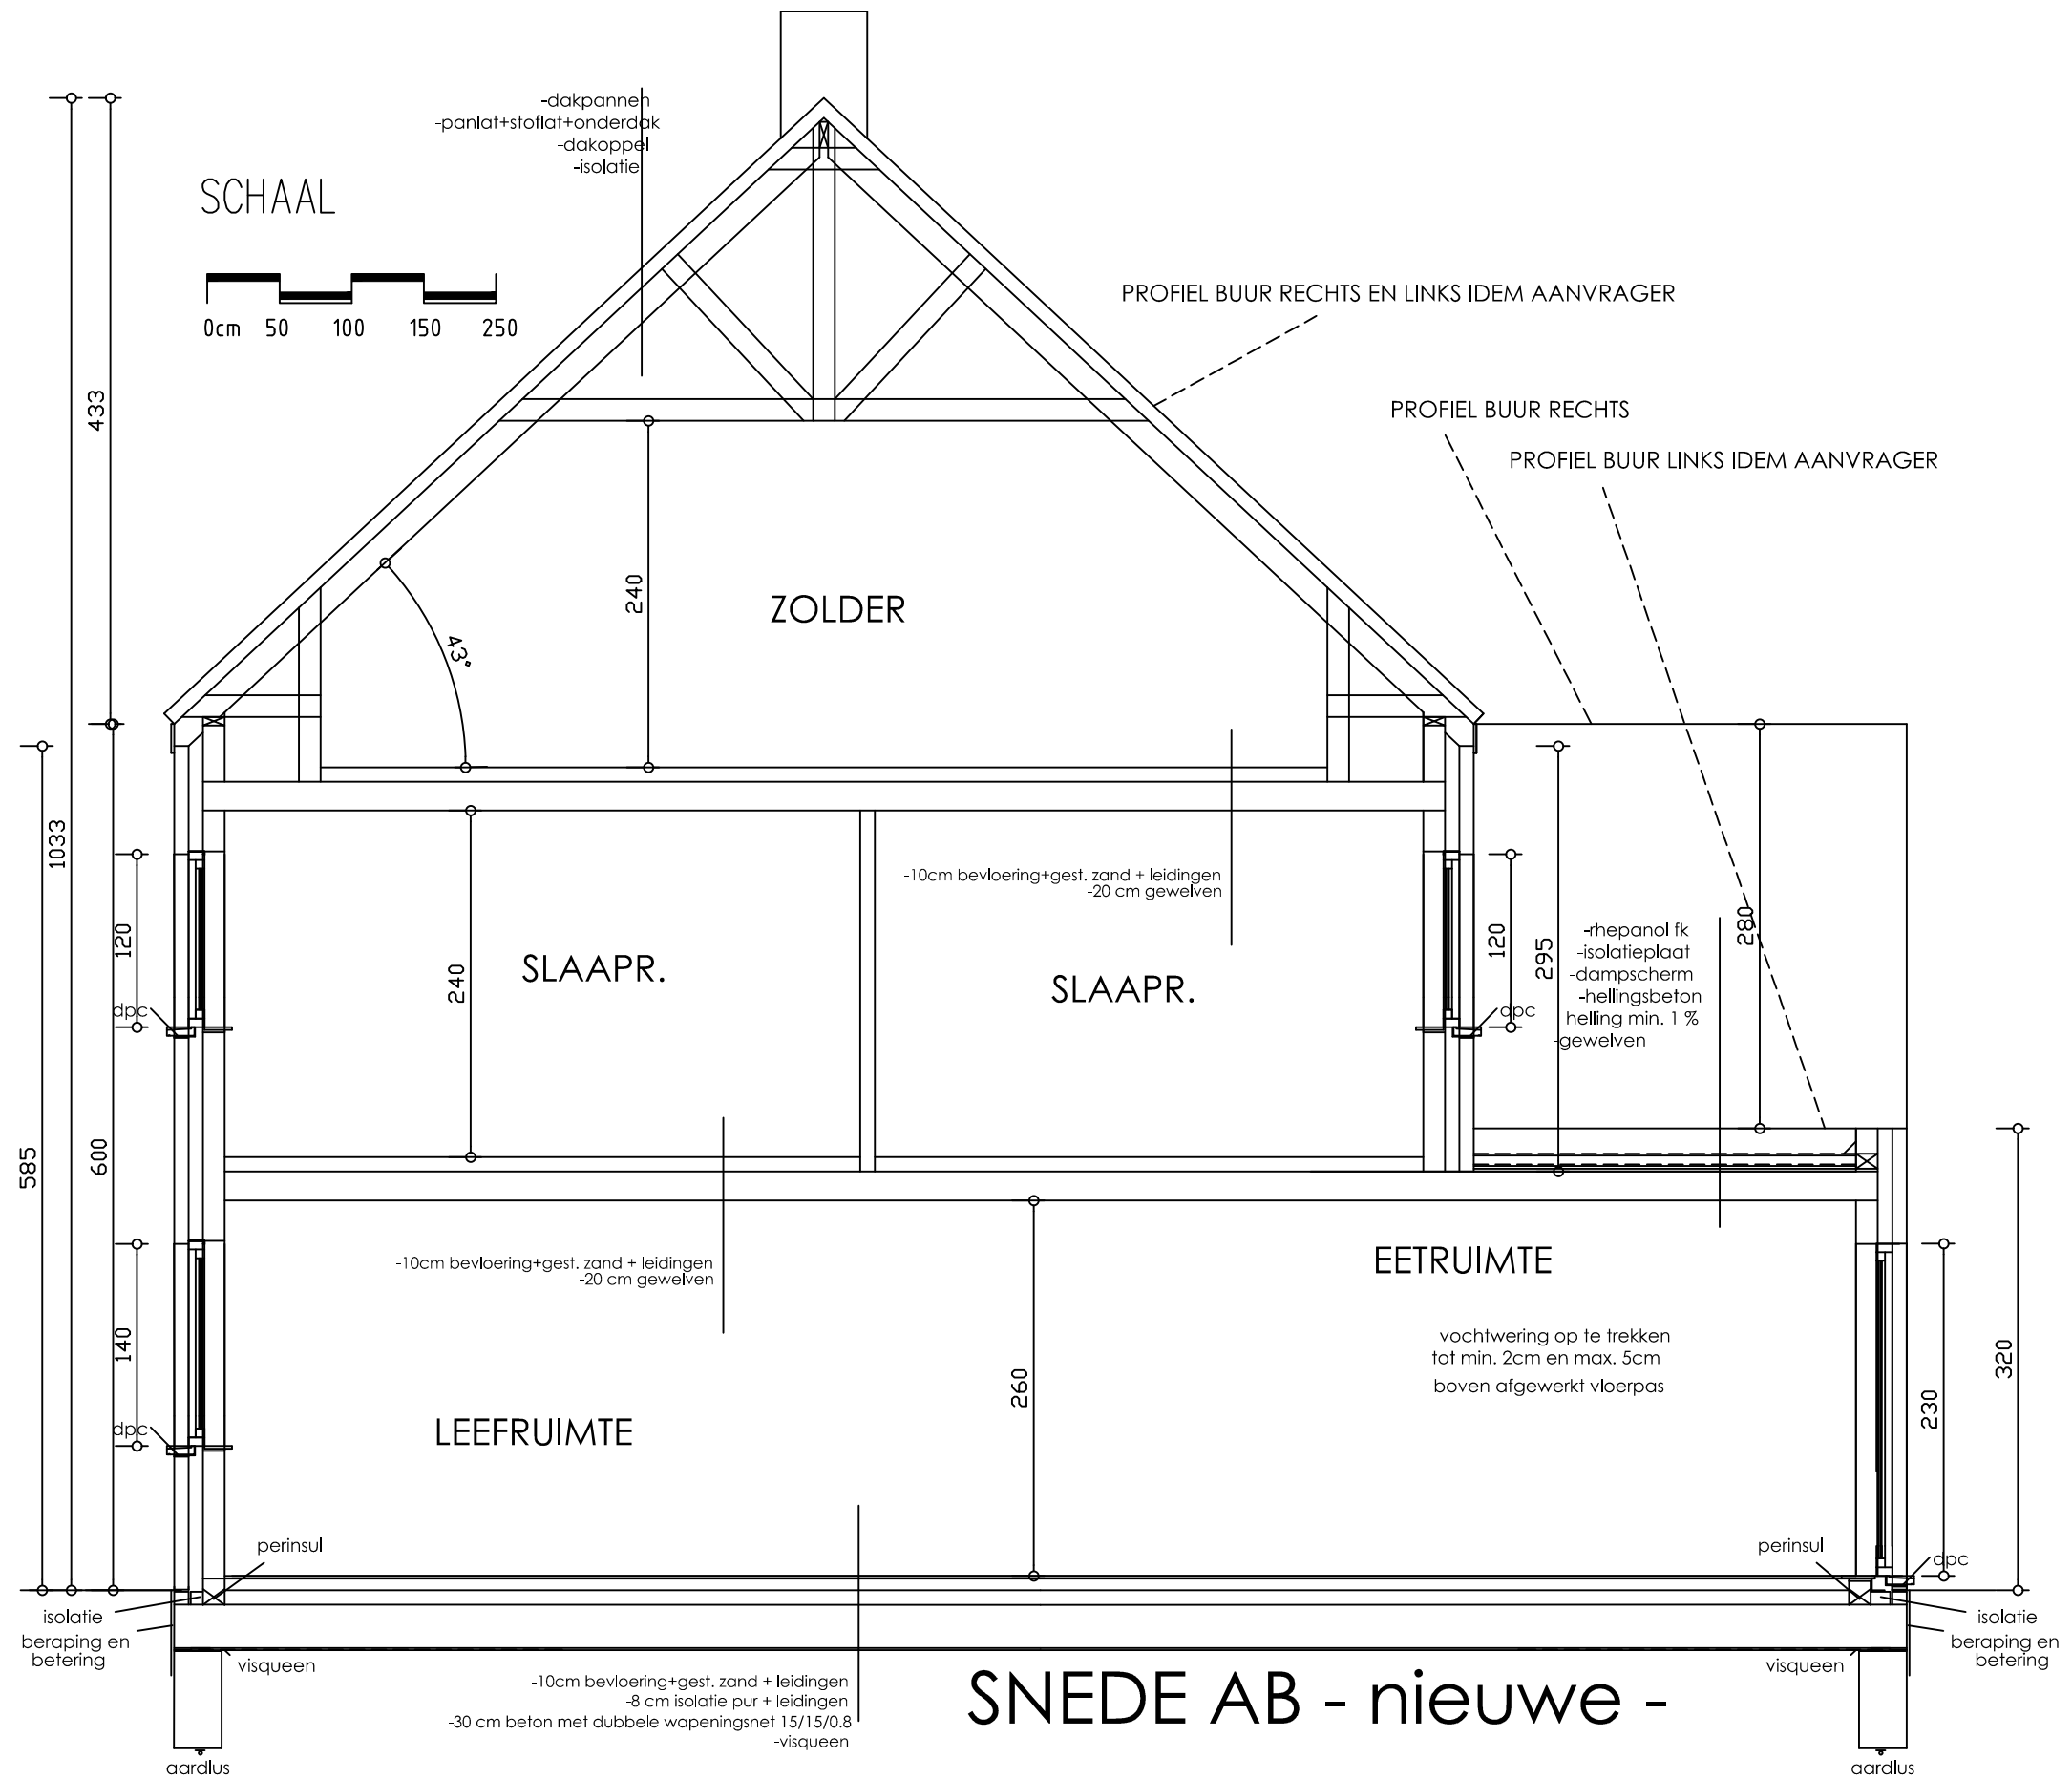 -dakpannen
-panlat+stoflat+onderdak
-dakoppel
-isolatie
SCHAAL
0cm 50 100 150 250
PROFIEL BUUR RECHTS EN LINKS IDEM AANVRAGER
PROFIEL BUUR RECHTS
PROFIEL BUUR LINKS IDEM AANVRAGER
433
240
ZOLDER
43°
1033
585
600
120
dpc
240
SLAAPR.
-10cm bevloering+gest. zand + leidingen
-20 cm gewelven
SLAAPR.
120
dpc
295
280
-rhepanol fk
-isolatieplaat
-dampscherm
-hellingsbeton
helling min. 1 %
-gewelven
-10cm bevloering+gest. zand + leidingen
-20 cm gewelven
EETRUIMTE
140
dpc
LEEFRUIMTE
260
vochtwering op te trekken
tot min. 2cm en max. 5cm
boven afgewerkt vloerpas
230
320
perinsul
perinsul
dpc
isolatie
beraping en
betering
visqueen
isolatie
beraping en
betering
visqueen
-10cm bevloering+gest. zand + leidingen
-8 cm isolatie pur + leidingen
-30 cm beton met dubbele wapeningsnet 15/15/0.8
-visqueen
SNEDE AB - nieuwe -
aardlus
aardlus